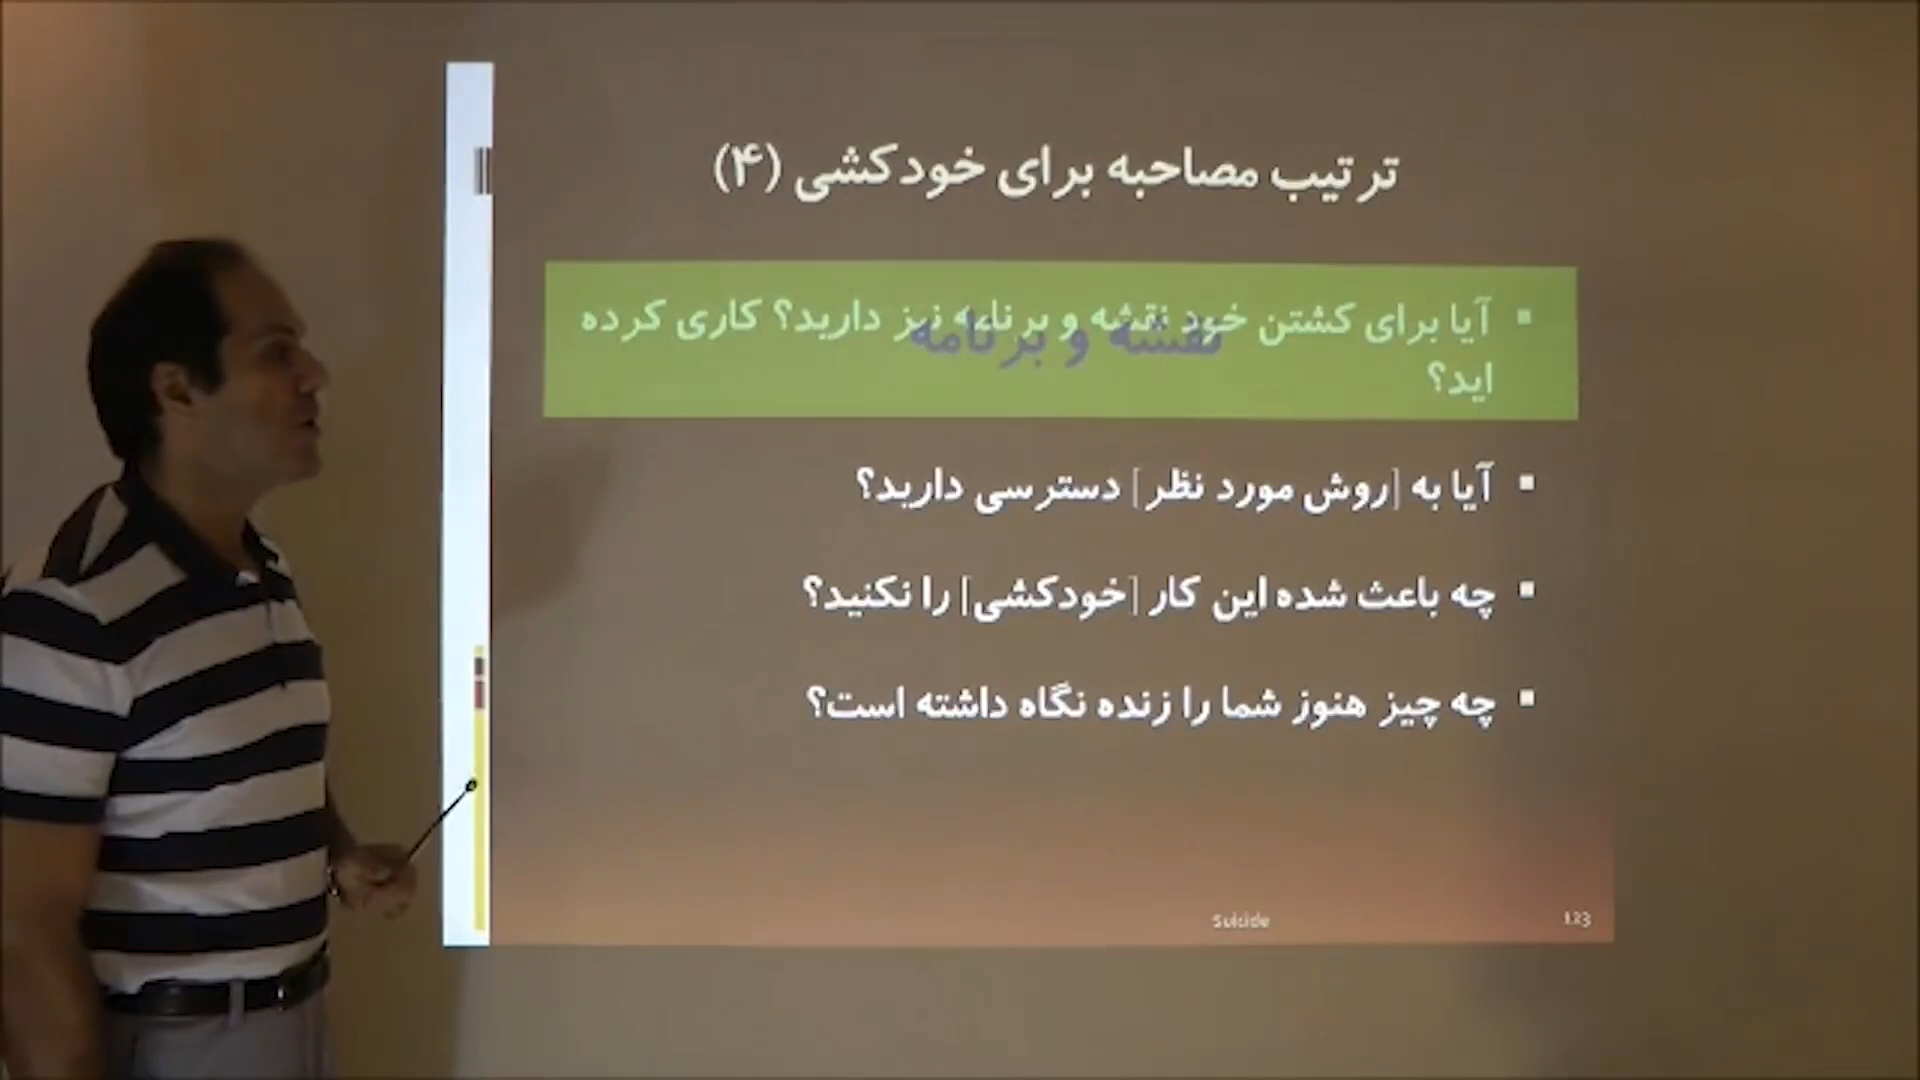 ترتیب مصاحبه برای خودکشی (۴)
آیا برای کشتن خود نقشه و برنامه نیز دارید؟ کاری کرده
اید؟
نقشه و برنامه
آیا به [روش مورد نظر] دسترسی دارید؟
چه باعث شده این کار [خودکشی] را نکنید؟
چه چیز هنوز شما را زنده نگاه داشته است؟
Suicide
123